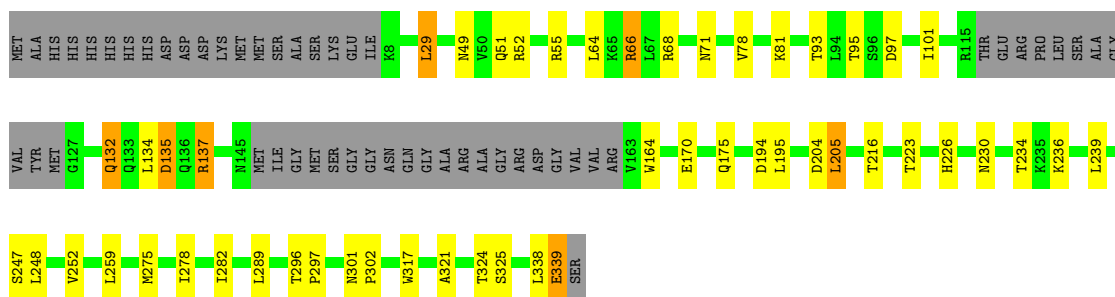 MET ALA HIS HIS HIS HIS HIS HIS ASP ASP ASP LYS MET MET SER ALA SER LYS GLU ILE K8 L29 N49 V50 Q51 R52 R55 L64 K65 R66 L67 R68 N71 V78 K81 T93 L94 T95 S96 D97 I101 R115 THR GLU ARG PRO LEU SER ALA GLY
VAL TYR MET G127 Q132 Q133 L134 D135 Q136 R137 N145 MET ILE GLY MET SER GLY GLY ASN GLN GLY ALA ARG ALA GLY ARG ASP GLY VAL VAL ARG V163 W164 E170 Q175 D194 L195 D204 L205 T216 T223 H226 N230 T234 K235 K236 L239
S247 L248 V252 L259 M275 I278 I282 L289 T296 P297 N301 P302 W317 A321 T324 S325 L338 E339 SER